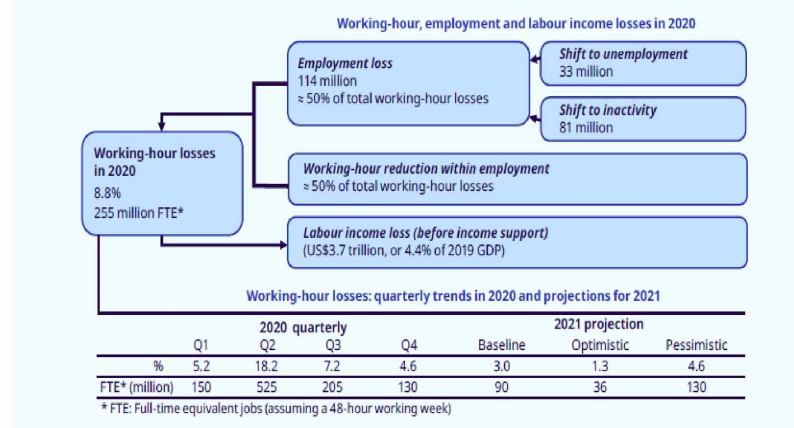 Working-hour, employment and labour income losses in 2020
Employment loss
114 million
≈ 50% of total working-hour losses
Shift to unemployment
33 million
Shift to inactivity
81 million
Working-hour losses
in 2020
8.8%
255 million FTE*
Working-hour reduction within employment
≈ 50% of total working-hour losses
Labour income loss (before income support)
(US$3.7 trillion, or 4.4% of 2019 GDP)
Working-hour losses: quarterly trends in 2020 and projections for 2021
2020 quarterly 2021 projection
Q1 Q2 Q3 Q4 Baseline Optimistic Pessimistic
% 5.2 18.2 7.2 4.6 3.0 1.3 4.6
FTE* (million) 150 525 205 130 90 36 130
* FTE: Full-time equivalent jobs (assuming a 48-hour working week)